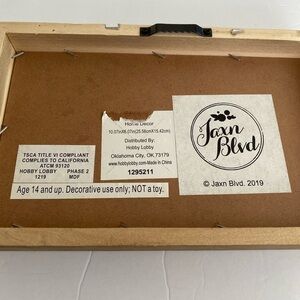 TSCA TITLE VI COMPLIANT
COMPLIES TO CALIFORNIA
ATCM 93120
HOBBY LOBBY PHASE 2
1219 MDF
Age 14 and up. Decorative use only; NOT a toy.
Home Decor
10.07inX6.07in(25.58cmX15.42cm)
Distributed By:
Hobby Lobby
Oklahoma City, OK 73179
www.hobbylobby.com-Made in China
1295211
Jaxn
Blvd
© Jaxn Blvd. 2019